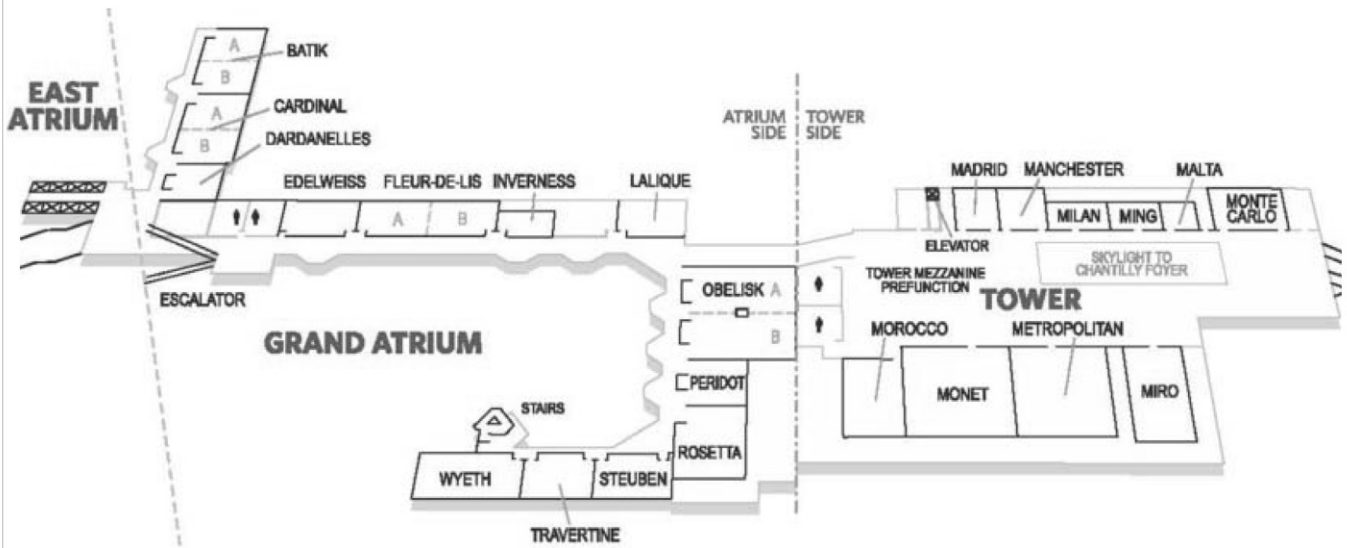 A
BATIK
B
EAST
ATRIUM
A
CARDINAL
B
DARDANELLES
ATRIUM
SIDE
TOWER
SIDE
EDELWEISS
FLEUR-DE-LIS
INVERNESS
LALIQUE
MADRID
MANCHESTER
MALTA
A
B
MILAN
MING
MONTE
CARLO
ELEVATOR
SKYLIGHT TO
CHANTILLY FOYER
ESCALATOR
OBELISK A
B
TOWER MEZZANINE
PREFUNCTION
TOWER
GRAND ATRIUM
MOROCCO
METROPOLITAN
PERIDOT
MONET
MIRO
STAIRS
ROSETTA
WYETH
STEUBEN
TRAVERTINE